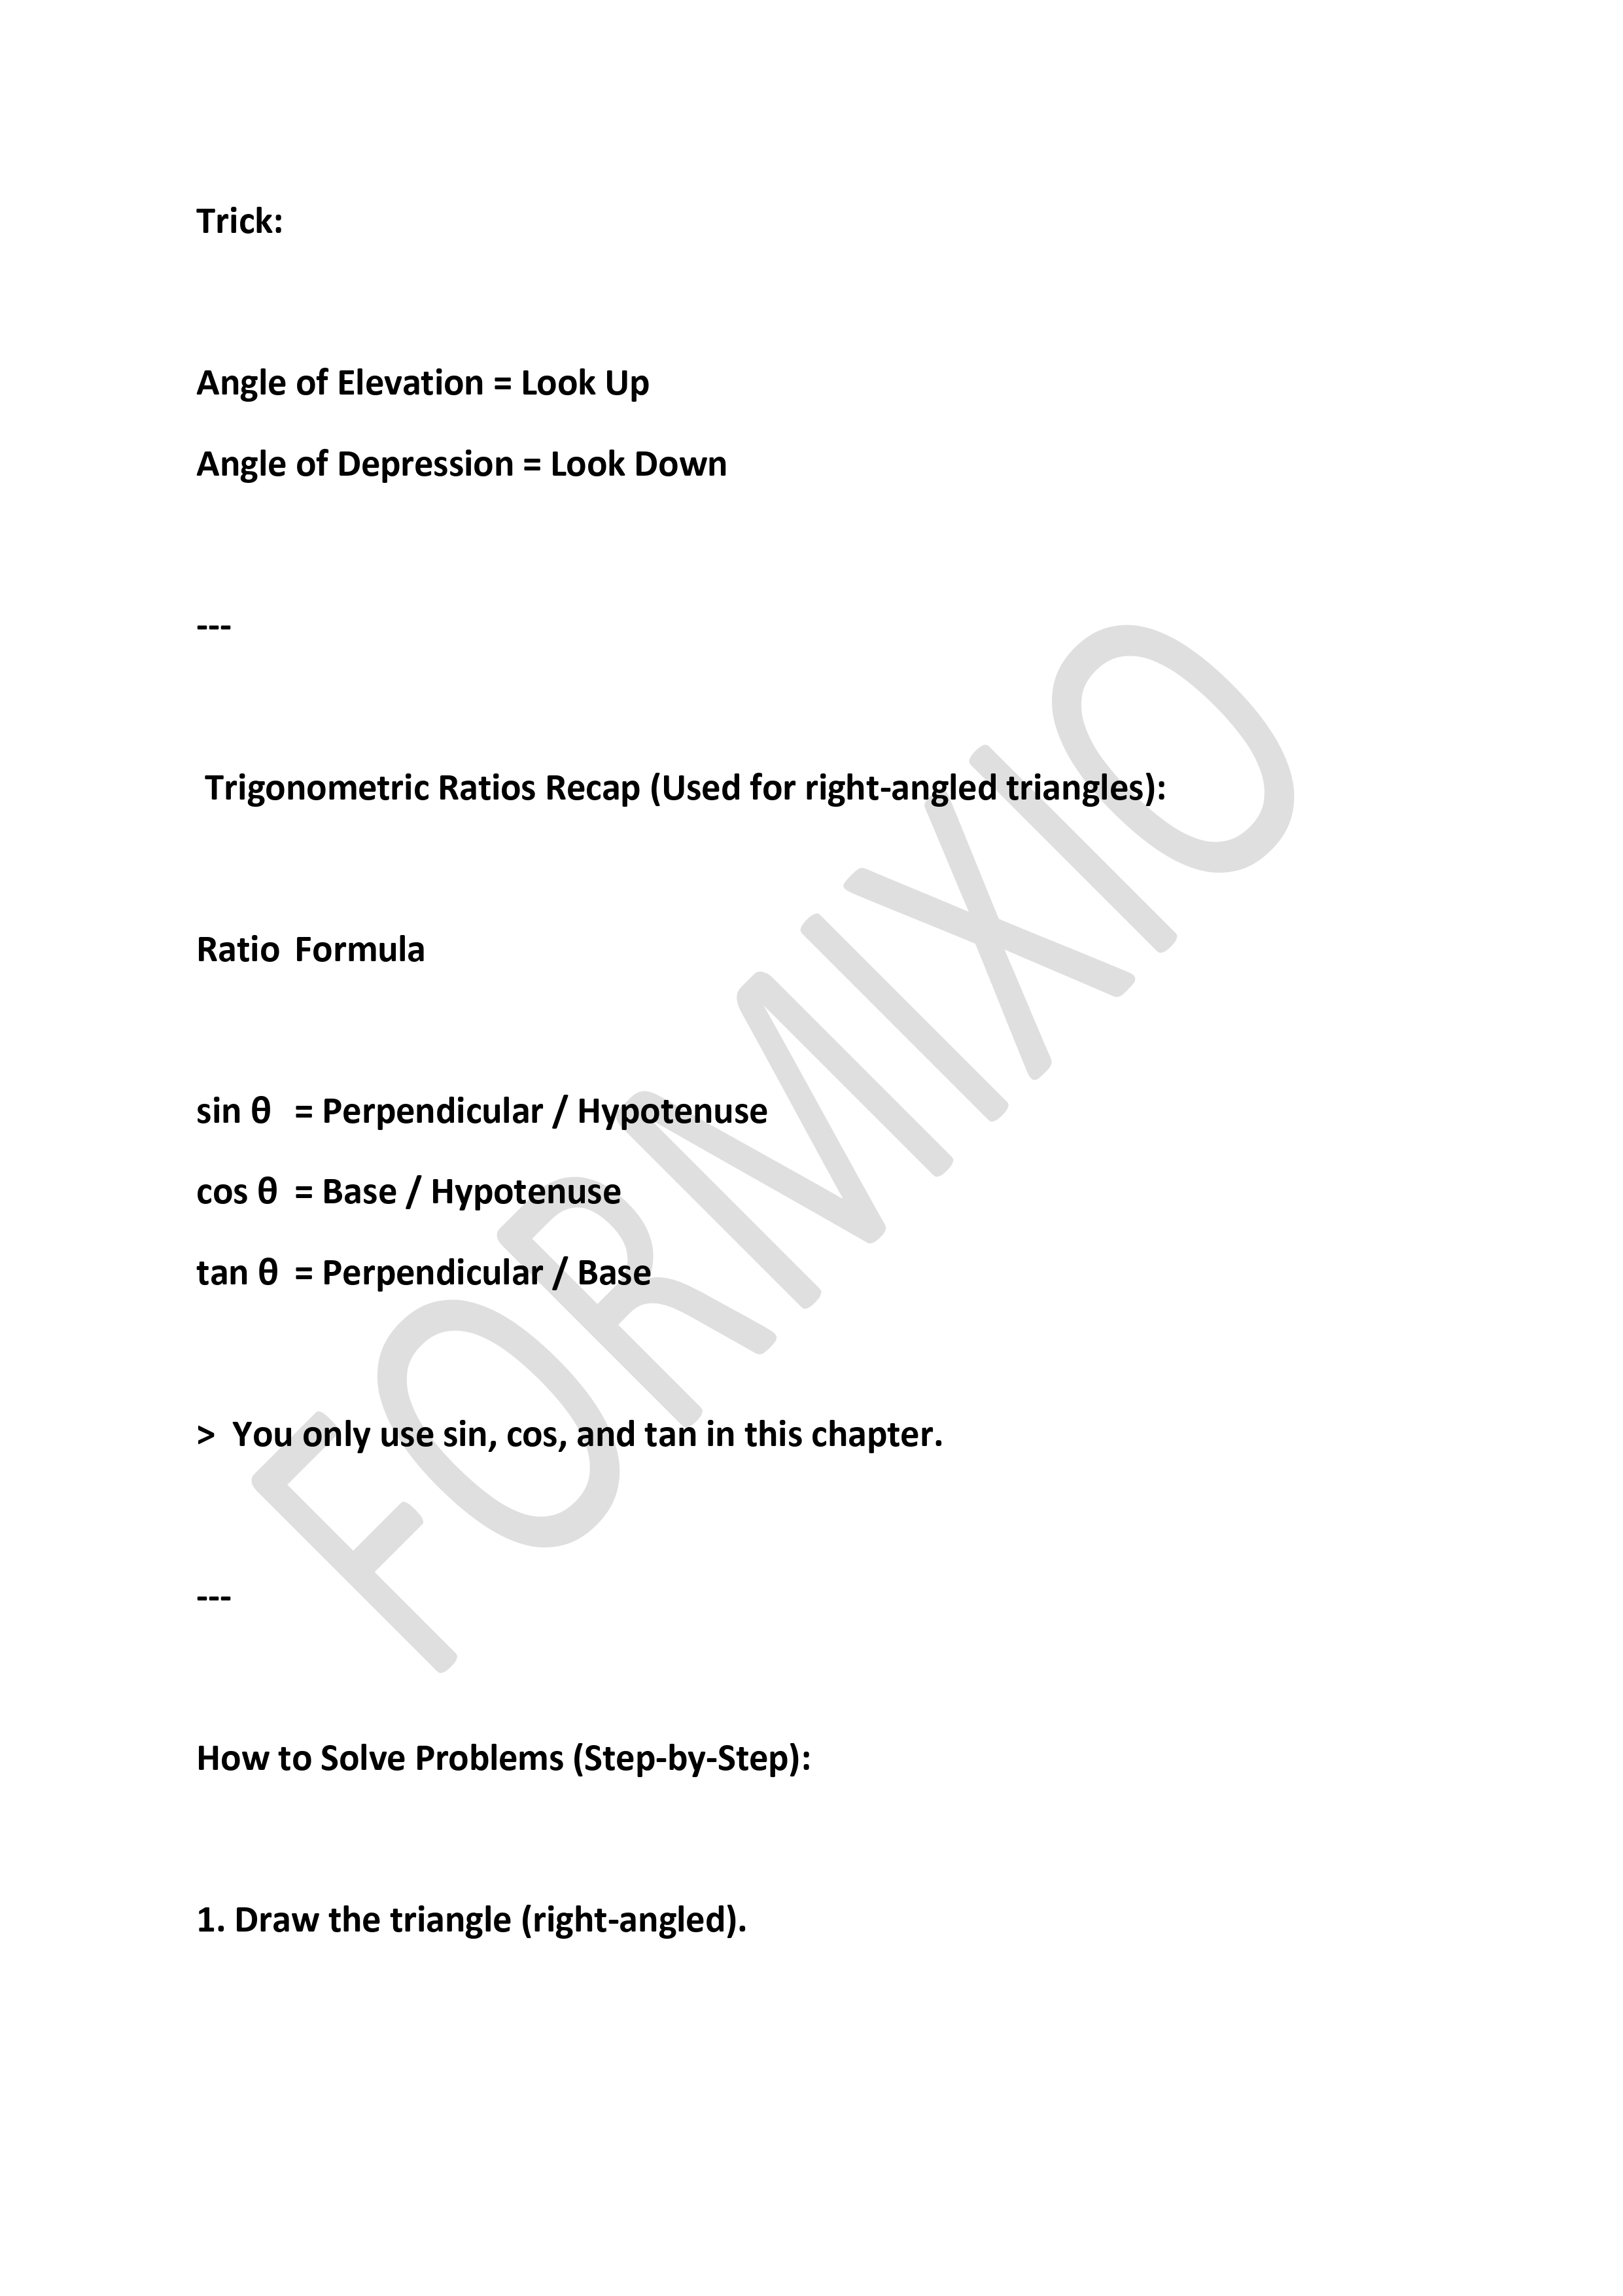 Trick:
Angle of Elevation = Look Up
Angle of Depression = Look Down
---
Trigonometric Ratios Recap (Used for right-angled triangles):
Ratio Formula
sin θ = Perpendicular / Hypotenuse
cos θ = Base / Hypotenuse
tan θ = Perpendicular / Base
> You only use sin, cos, and tan in this chapter.
---
How to Solve Problems (Step-by-Step):
1. Draw the triangle (right-angled).
FORMIXIO